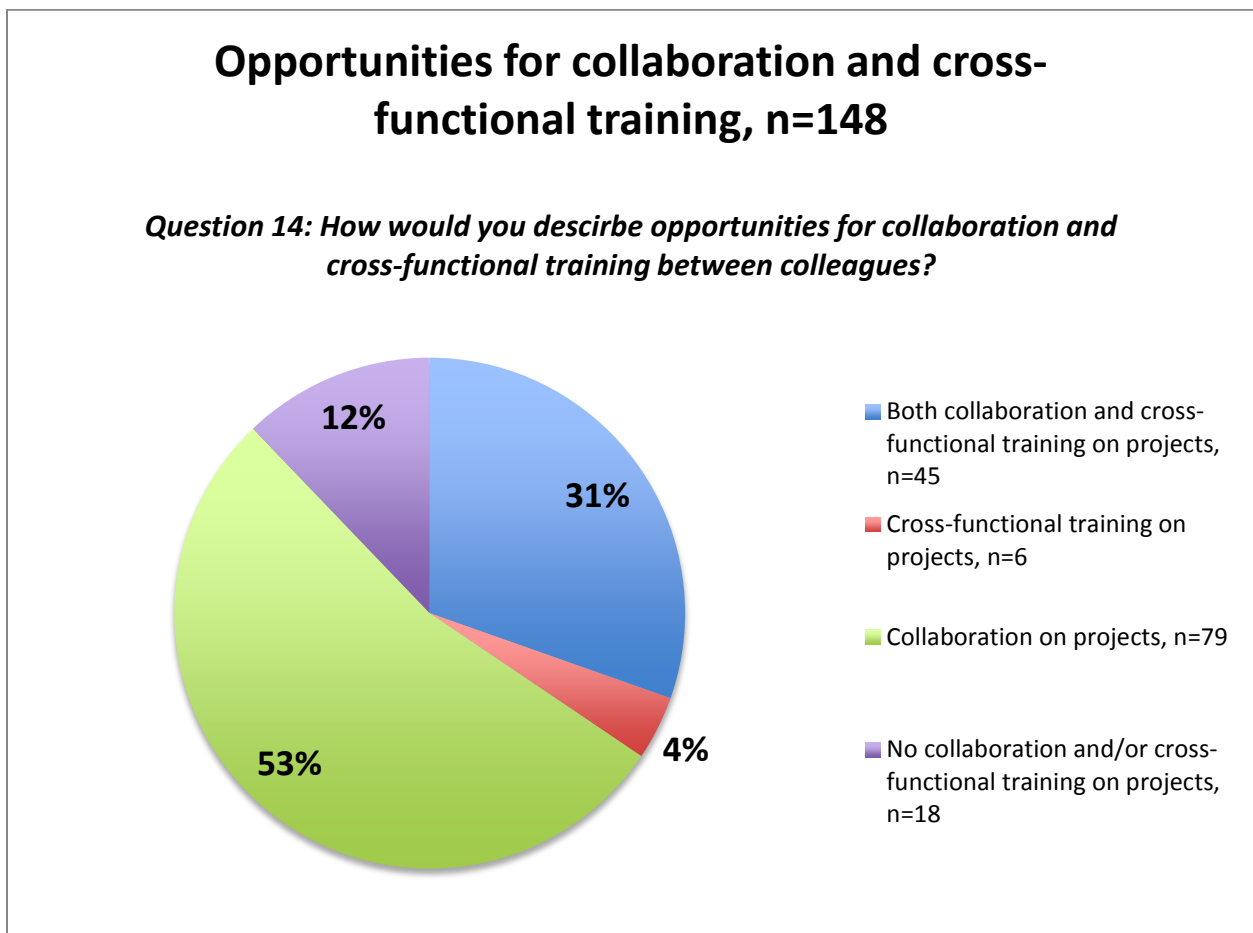 Opportunities for collaboration and cross-
functional training, n=148
Question 14: How would you descirbe opportunities for collaboration and
cross-functional training between colleagues?
12%
31%
4%
53%
Both collaboration and cross-
functional training on projects,
n=45
Cross-functional training on
projects, n=6
Collaboration on projects, n=79
No collaboration and/or cross-
functional training on projects,
n=18